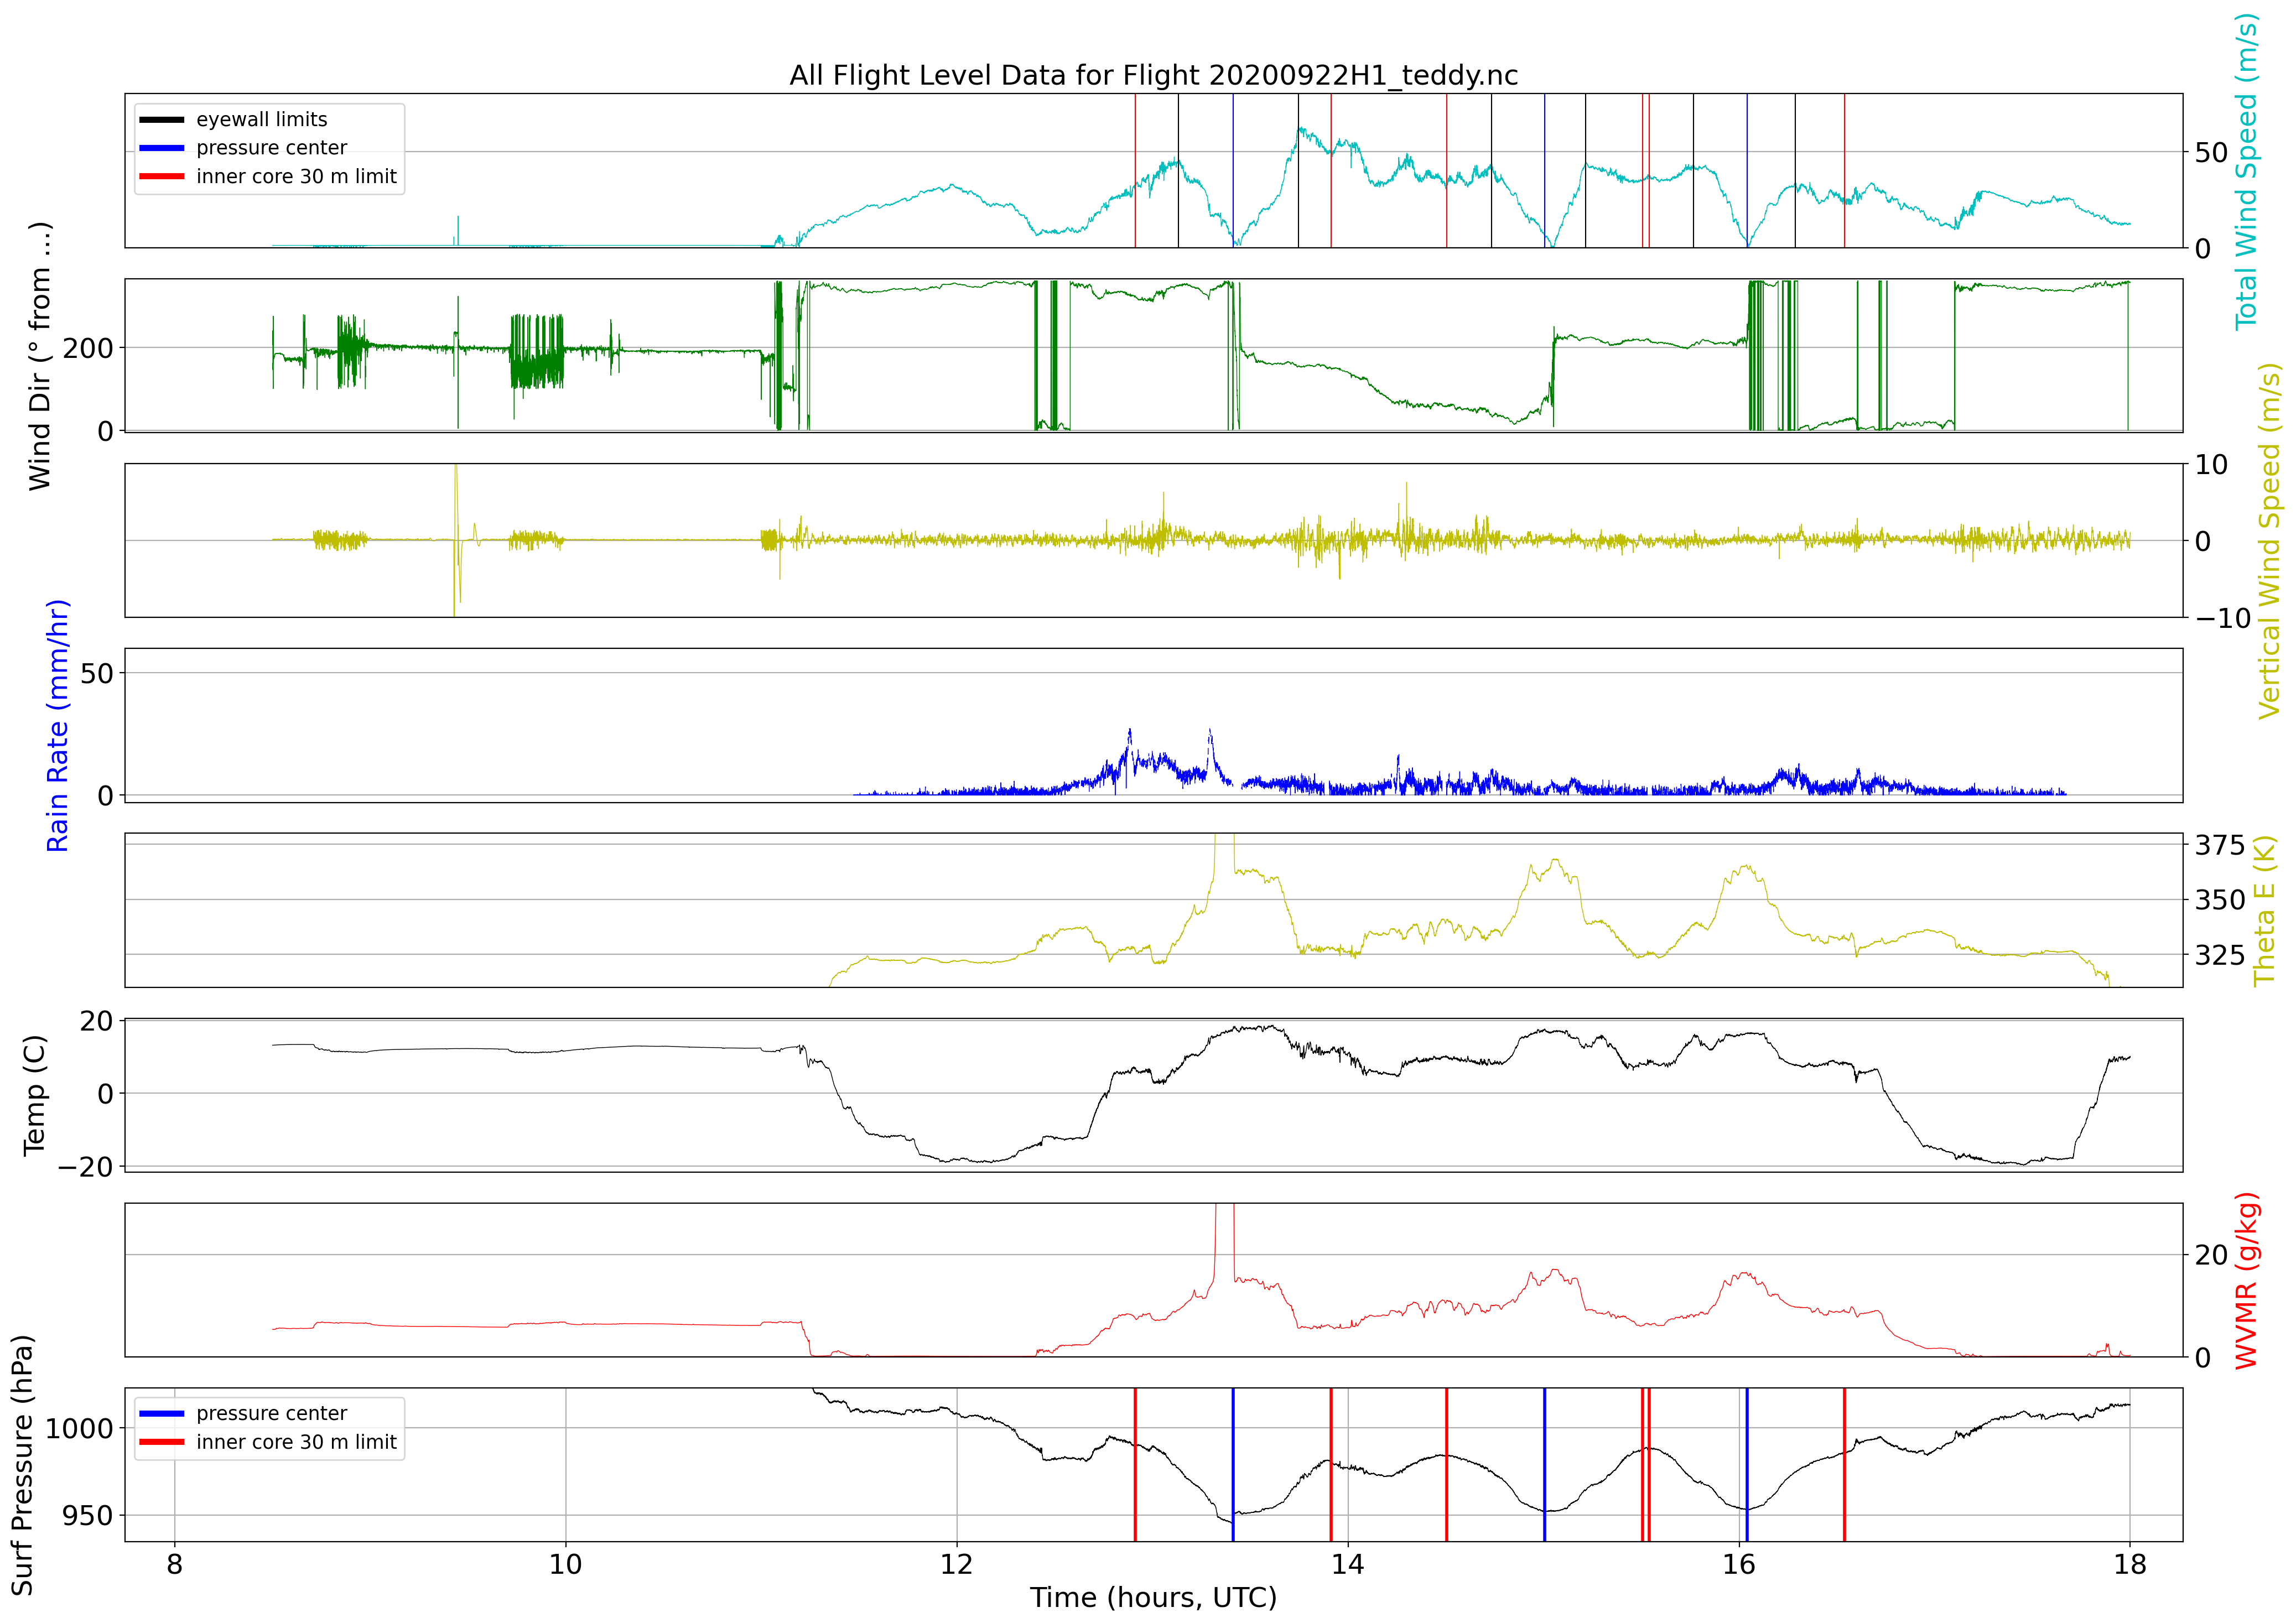 All Flight Level Data for Flight 20200922H1_teddy.nc
eyewall limits
pressure center
inner core 30 m limit
50
0
Total Wind Speed (m/s)
Wind Dir (° from ...)
200
0
10
0
−10
Vertical Wind Speed (m/s)
Rain Rate (mm/hr)
50
0
375
350
325
Theta E (K)
Temp (C)
20
0
−20
20
0
WVMR (g/kg)
Surf Pressure (hPa)
1000
950
pressure center
inner core 30 m limit
8 10 12 14 16 18
Time (hours, UTC)